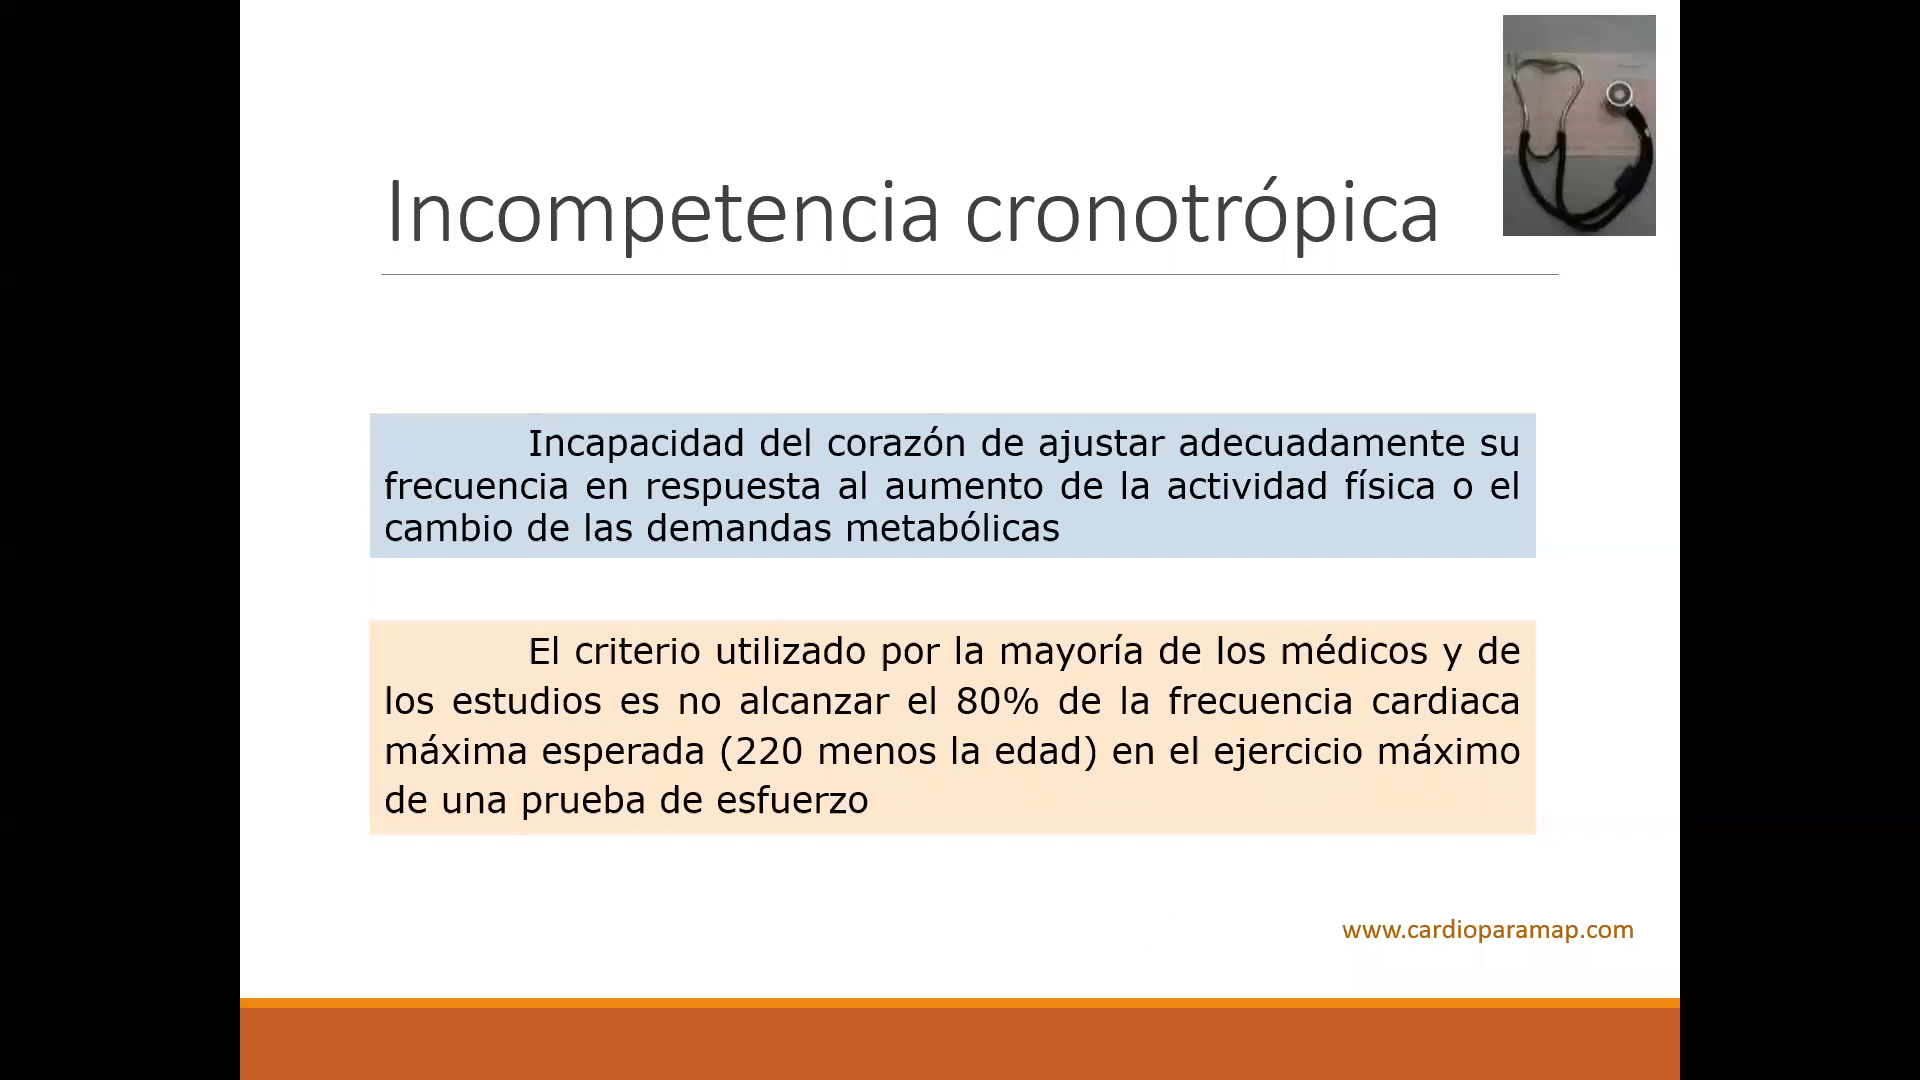 Incompetencia cronotrópica
Incapacidad del corazón de ajustar adecuadamente su
frecuencia en respuesta al aumento de la actividad física o el
cambio de las demandas metabólicas
El criterio utilizado por la mayoría de los médicos y de
los estudios es no alcanzar el 80% de la frecuencia cardiaca
máxima esperada (220 menos la edad) en el ejercicio máximo
de una prueba de esfuerzo
www.cardioparamap.com